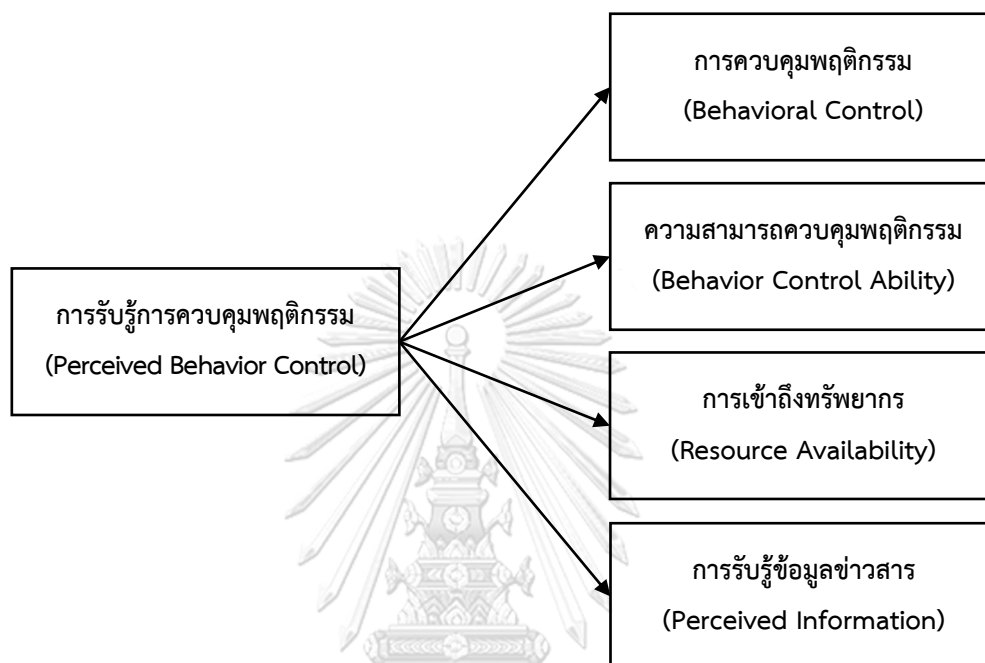 การควบคุมพฤติกรรม
(Behavioral Control)
ความสามารถควบคุมพฤติกรรม
(Behavior Control Ability)
การรับรู้การควบคุมพฤติกรรม
(Perceived Behavior Control)
การเข้าถึงทรัพยากร
(Resource Availability)
การรับรู้ข้อมูลข่าวสาร
(Perceived Information)